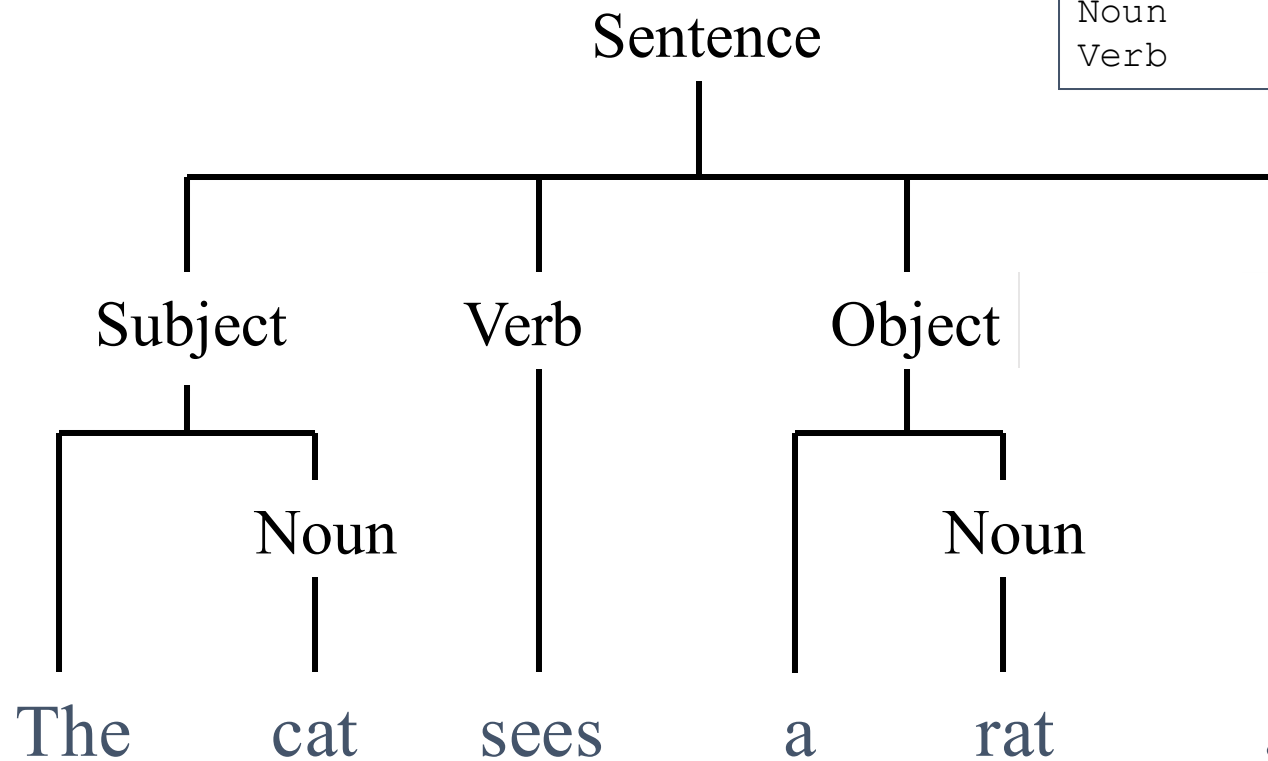 Noun
Verb
Sentence
Subject Verb Object
Noun Noun
The cat sees a rat .